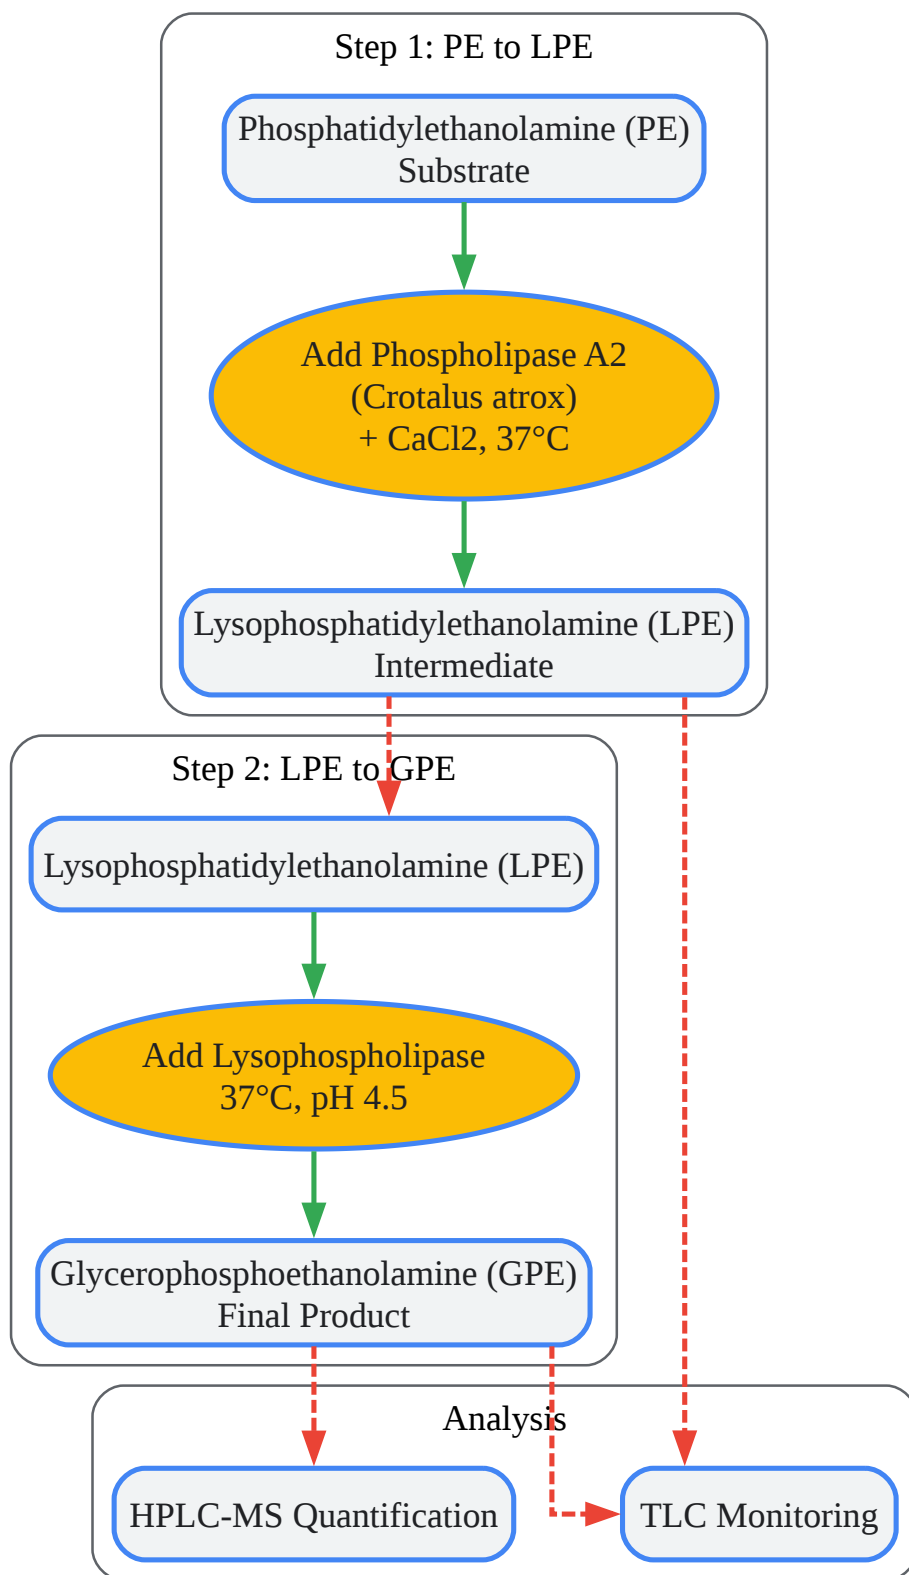 Step 1: PE to LPE
Phosphatidylethanolamine (PE)
Substrate
Add Phospholipase A2
(Crotalus atrox)
+ CaCl2, 37°C
Lysophosphatidylethanolamine (LPE)
Intermediate
Step 2: LPE to GPE
Lysophosphatidylethanolamine (LPE)
Add Lysophospholipase
37°C, pH 4.5
Glycerophosphoethanolamine (GPE)
Final Product
Analysis
HPLC-MS Quantification
TLC Monitoring